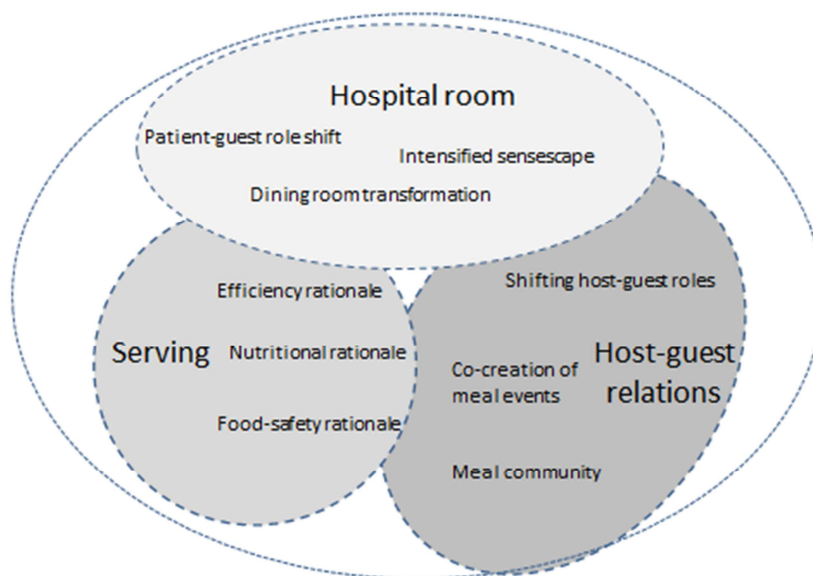 Hospital room
Patient-guest role shift
Intensified sensescape
Dining room transformation
Efficiency rationale
Serving
Nutritional rationale
Food-safety rationale
Shifting host-guest roles
Host-guest
relations
Co-creation of
meal events
Meal community